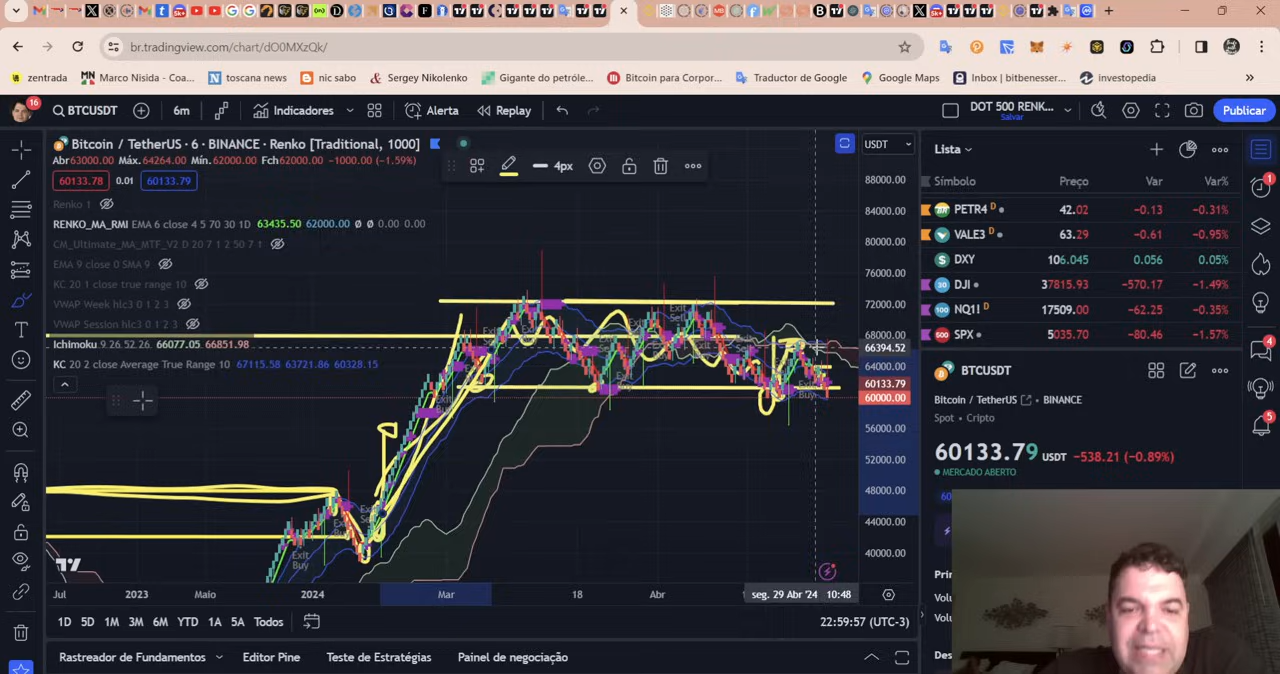 br.tradingview.com/chart/dO0MXzQk/
zentrada
Marco Nisida - Coa...
toscana news
nic sabo
Sergey Nikolenko
Gigante do petróle...
Bitcoin para Corpor...
Tradutor de Google
Google Maps
Inbox | bitbenesser...
investopedia
»
16
BTCUSDT
6m
Indicadores
Alerta
Replay
DOT 500 RENK...
Salvar
Publicar
Bitcoin / TetherUS · 6 · BINANCE · Renko [Traditional, 1000]
Abr63000.00 Máx.64264.00 Mín.62000.00 Fch62000.00 −1000.00 (−1.59%)
60133.78 0.01 60133.79
4px
Renko 1
RENKO_MA_RMI EMA 6 close 4 5 70 30 1D 63435.50 62000.00 Ø Ø 0.00 0.00
CM_Ultimate_MA_MTF_V2 D 20 7 1 2 50 7 1
EMA 9 close 0 SMA 9
KC 20 1 close true range 10
VWAP Week hlc3 0 1 2 3
VWAP Session hlc3 0 1 2 3
Ichimoku 9 26 52 26 66077.05 66851.98
KC 20 2 close Average True Range 10 67115.58 63721.86 60328.15
Exit
Buy
Exit
Sell
USDT
88000.00
84000.00
80000.00
76000.00
72000.00
68000.00
66394.52
64000.00
60133.79
60000.00
56000.00
52000.00
48000.00
44000.00
40000.00
Jul
2023
Maio
2024
Mar
18
Abr
seg. 29 Abr '24 10:48
1D 5D 1M 3M 6M YTD 1A 5A Todos
22:59:57 (UTC-3)
Rastreador de Fundamentos
Editor Pine
Teste de Estratégias
Painel de negociação
Lista
Símbolo Preço Var Var%
PETR4 D 42.02 −0.13 −0.31%
VALE3 D 63.29 −0.61 −0.95%
DXY 106.045 0.056 0.05%
DJI 37815.93 −570.17 −1.49%
NQ1! D 17509.00 −62.25 −0.35%
SPX 5035.70 −80.46 −1.57%
BTCUSDT
Bitcoin / TetherUS · BINANCE
Spot · Cripto
60133.79 USDT −538.21 (−0.89%)
MERCADO ABERTO
1
4
5